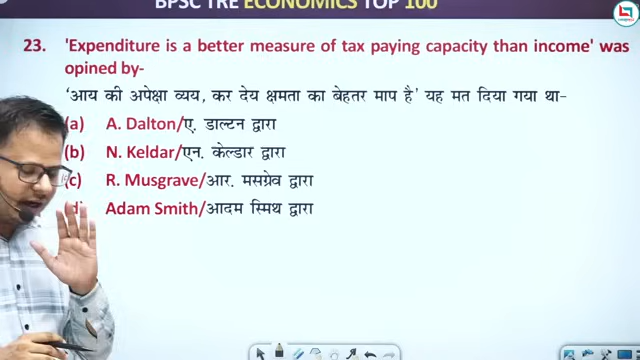 BPSC TRE ECONOMICS TOP 100
23. 'Expenditure is a better measure of tax paying capacity than income' was
opined by-
'आय की अपेक्षा व्यय, कर देय क्षमता का बेहतर माप है' यह मत दिया गया था-
(a) A. Dalton/ए. डाल्टन द्वारा
(b) N. Keldar/एन. केल्डार द्वारा
(c) R. Musgrave/आर. मसग्रेव द्वारा
(d) Adam Smith/आदम स्मिथ द्वारा